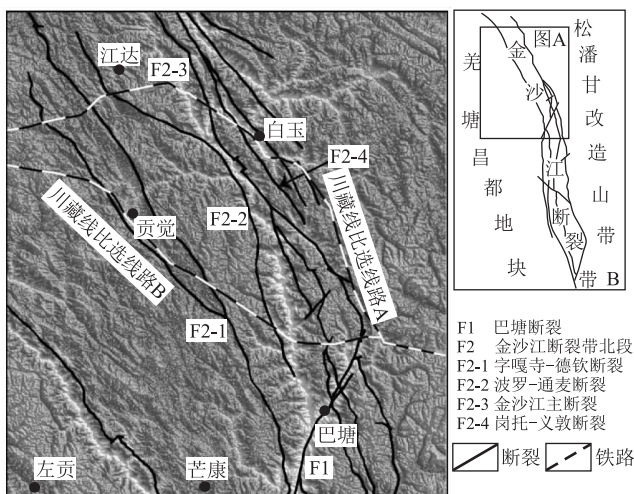 江达
F2-3
白玉
F2-4
川藏线比选线路A
F2-2
贡觉
川藏线比选线路B
F2-1
巴塘
F1
左贡
芒康
图A
金沙江断裂带
羌塘
昌都地块
松潘甘孜造山带
B
F1 巴塘断裂
F2 金沙江断裂带北段
F2-1 字嘎寺-德钦断裂
F2-2 波罗-通麦断裂
F2-3 金沙江主断裂
F2-4 岗托-义敦断裂
断裂
铁路